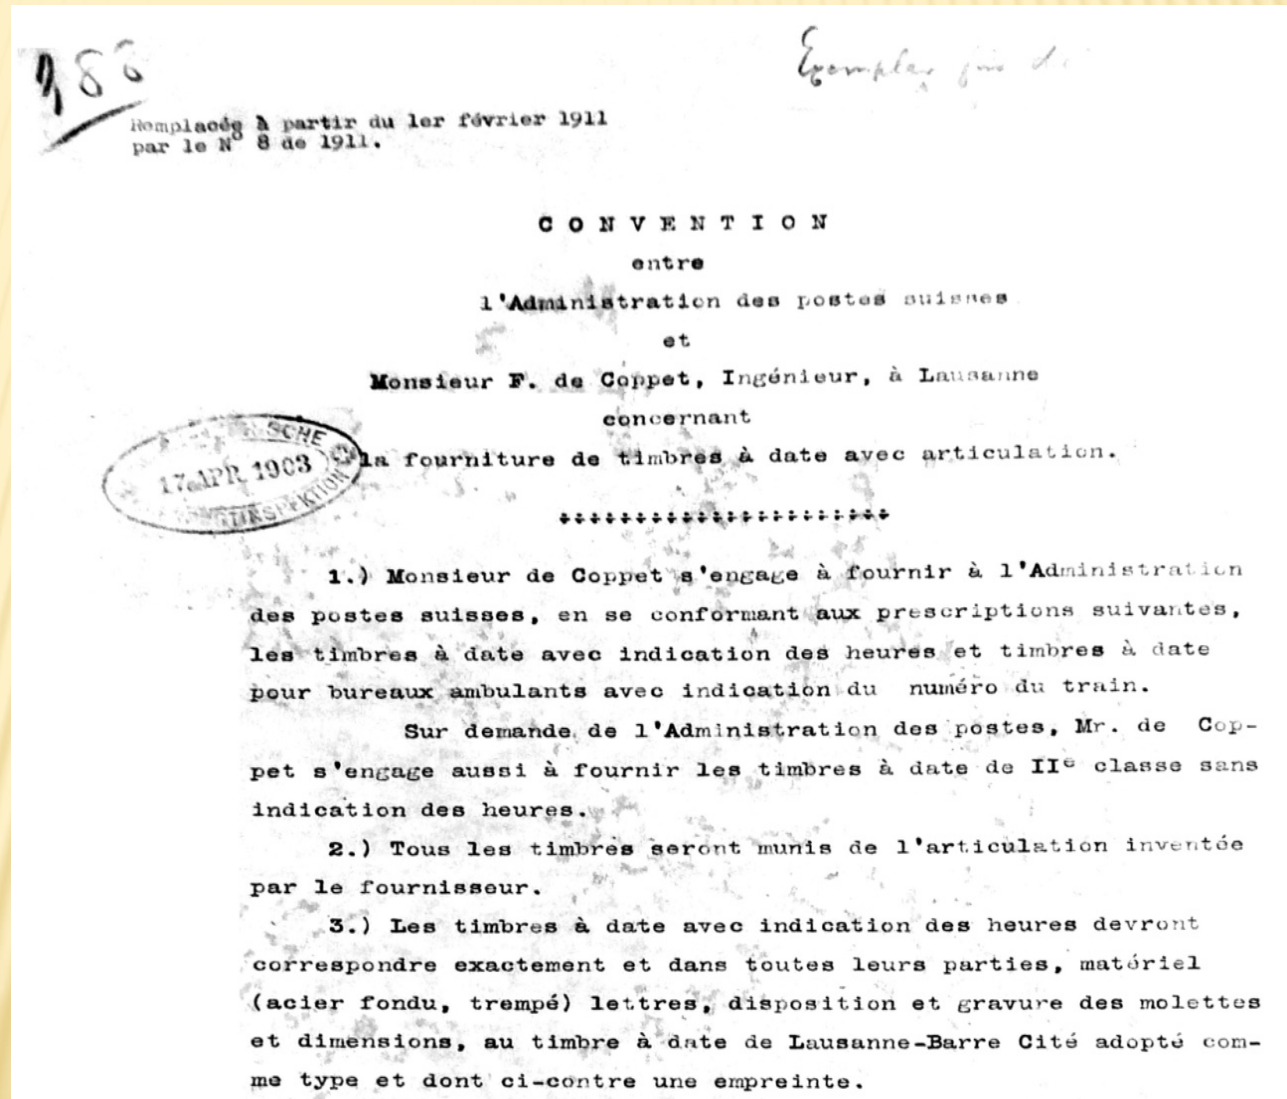 188
Exemplar für di
Remplacée à partir du 1er février 1911
par le Nº 8 de 1911.
CONVENTION
entre
l'Administration des postes suisses
et
Monsieur F. de Coppet, Ingénieur, à Lausanne
concernant
la fourniture de timbres à date avec articulation.
SCHE
17. APR. 1903
INSPEKTION
++++++++++++++++++++++
1.) Monsieur de Coppet s'engage à fournir à l'Administration
des postes suisses, en se conformant aux prescriptions suivantes,
les timbres à date avec indication des heures et timbres à date
pour bureaux ambulants avec indication du numéro du train.
Sur demande de l'Administration des postes, Mr. de Cop-
pet s'engage aussi à fournir les timbres à date de IIe classe sans
indication des heures.
2.) Tous les timbres seront munis de l'articulation inventée
par le fournisseur.
3.) Les timbres à date avec indication des heures devront
correspondre exactement et dans toutes leurs parties, matériel
(acier fondu, trempé) lettres, disposition et gravure des molettes
et dimensions, au timbre à date de Lausanne-Barre Cité adopté com-
me type et dont ci-contre une empreinte.